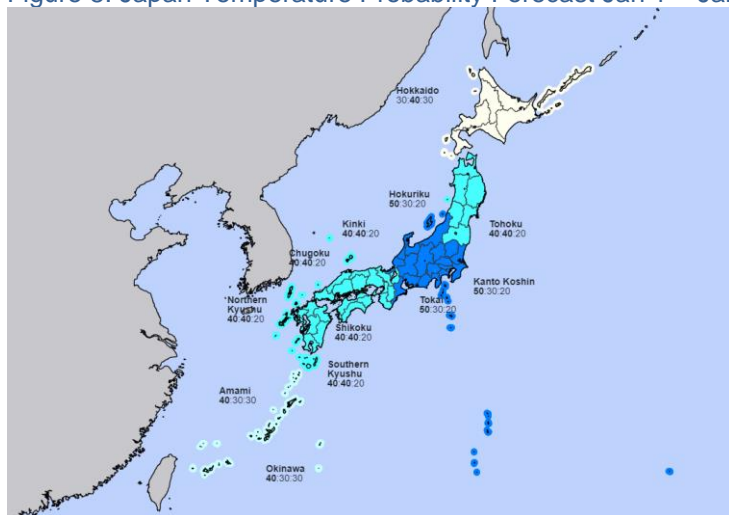 Hokkaido
30:40:30
Hokuriku
50:30:20
Kinki
40:40:20
Tohoku
40:40:20
Chugoku
40:40:20
Kanto Koshin
50:30:20
Northern
Kyushu
40:40:20
Tokai
50:30:20
Shikoku
40:40:20
Southern
Kyushu
40:40:20
Amami
40:30:30
Okinawa
40:30:30